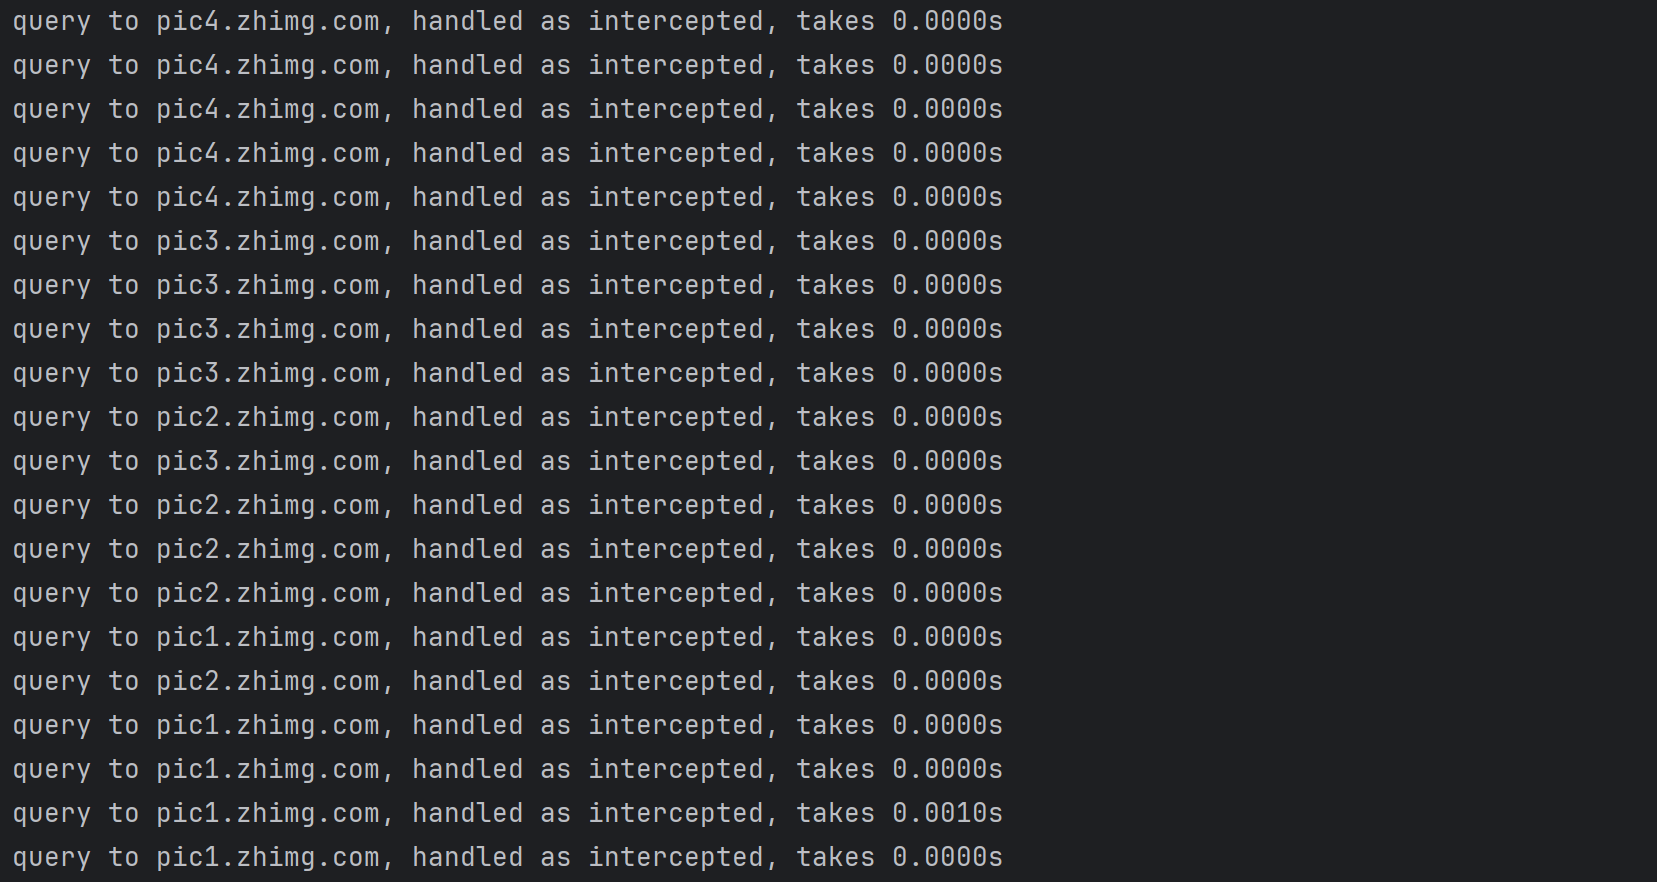 query to pic4.zhimg.com, handled as intercepted, takes 0.0000s
query to pic4.zhimg.com, handled as intercepted, takes 0.0000s
query to pic4.zhimg.com, handled as intercepted, takes 0.0000s
query to pic4.zhimg.com, handled as intercepted, takes 0.0000s
query to pic4.zhimg.com, handled as intercepted, takes 0.0000s
query to pic3.zhimg.com, handled as intercepted, takes 0.0000s
query to pic3.zhimg.com, handled as intercepted, takes 0.0000s
query to pic3.zhimg.com, handled as intercepted, takes 0.0000s
query to pic3.zhimg.com, handled as intercepted, takes 0.0000s
query to pic2.zhimg.com, handled as intercepted, takes 0.0000s
query to pic3.zhimg.com, handled as intercepted, takes 0.0000s
query to pic2.zhimg.com, handled as intercepted, takes 0.0000s
query to pic2.zhimg.com, handled as intercepted, takes 0.0000s
query to pic2.zhimg.com, handled as intercepted, takes 0.0000s
query to pic1.zhimg.com, handled as intercepted, takes 0.0000s
query to pic2.zhimg.com, handled as intercepted, takes 0.0000s
query to pic1.zhimg.com, handled as intercepted, takes 0.0000s
query to pic1.zhimg.com, handled as intercepted, takes 0.0000s
query to pic1.zhimg.com, handled as intercepted, takes 0.0010s
query to pic1.zhimg.com, handled as intercepted, takes 0.0000s